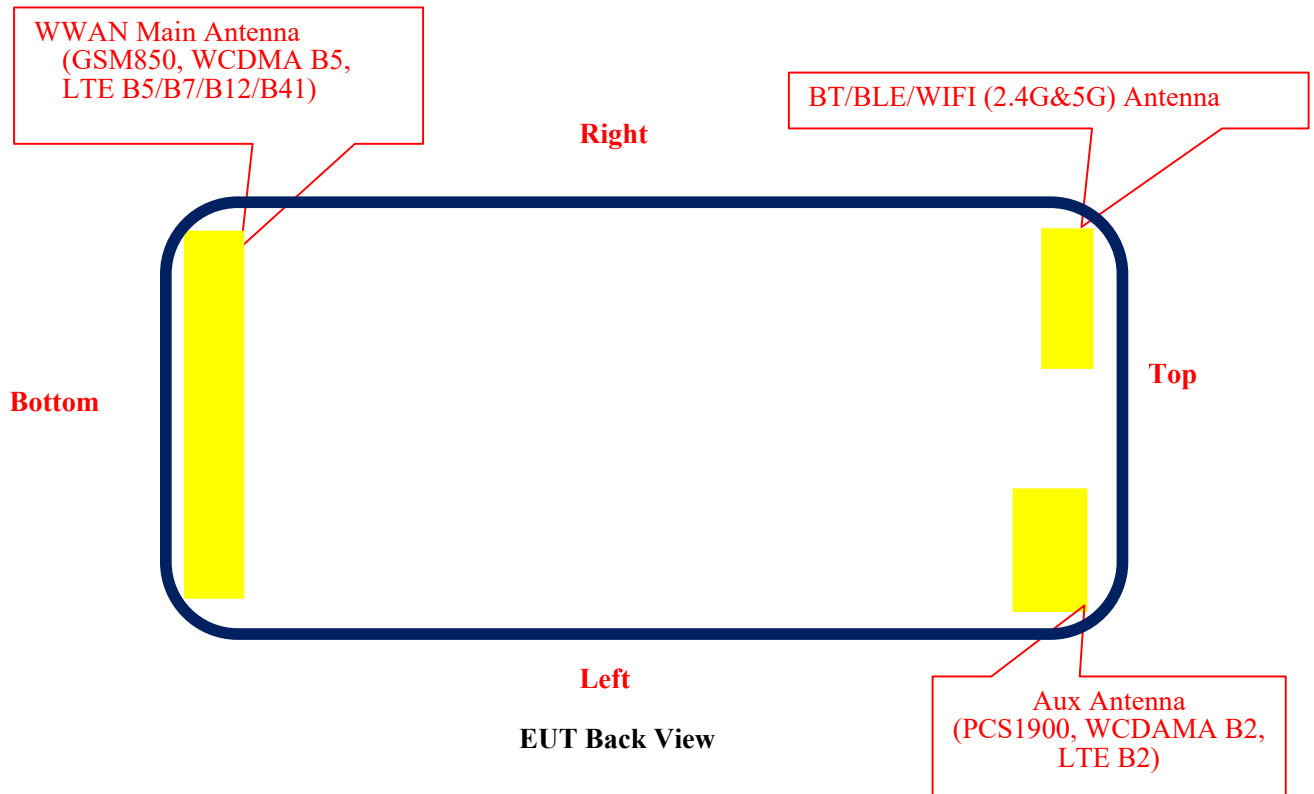 WWAN Main Antenna
(GSM850, WCDMA B5,
LTE B5/B7/B12/B41)
BT/BLE/WIFI (2.4G&5G) Antenna
Right
Bottom
Top
Left
EUT Back View
Aux Antenna
(PCS1900, WCDAMA B2,
LTE B2)